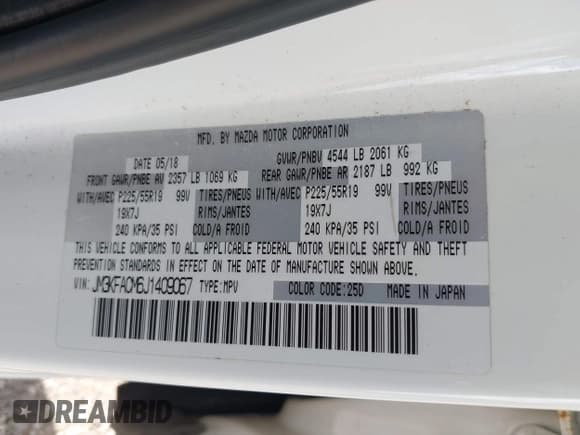 MFD. BY MAZDA MOTOR CORPORATION
DATE 05/18 GVWR/PNBV 4544 LB 2061 KG
FRONT GAWR/PNBE AV 2357 LB 1069 KG REAR GAWR/PNBE AR 2187 LB 992 KG
WITH/AVEC P225/55R19 99V TIRES/PNEUS WITH/AVEC P225/55R19 99V TIRES/PNEUS
19X7J RIMS/JANTES 19X7J RIMS/JANTES
240 KPA/35 PSI COLD/A FROID 240 KPA/35 PSI COLD/A FROID
THIS VEHICLE CONFORMS TO ALL APPLICABLE FEDERAL MOTOR VEHICLE SAFETY AND THEFT
PREVENTION STANDARDS IN EFFECT ON THE DATE OF MANUFACTURE SHOWN ABOVE.
VIN: JM3KFACM6J1409067 TYPE:MPV COLOR CODE:25D MADE IN JAPAN
DREAMBID